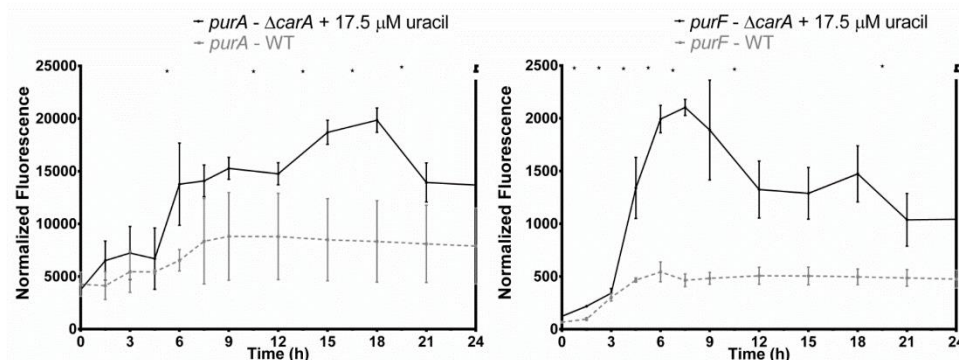 purA - ΔcarA + 17.5 μM uracil
purA - WT
25000
20000
15000
10000
5000
0
Normalized Fluorescence
0 3 6 9 12 15 18 21 24
Time (h)
purF - ΔcarA + 17.5 μM uracil
purF - WT
2500
2000
1500
1000
500
0
Normalized Fluorescence
0 3 6 9 12 15 18 21 24
Time (h)